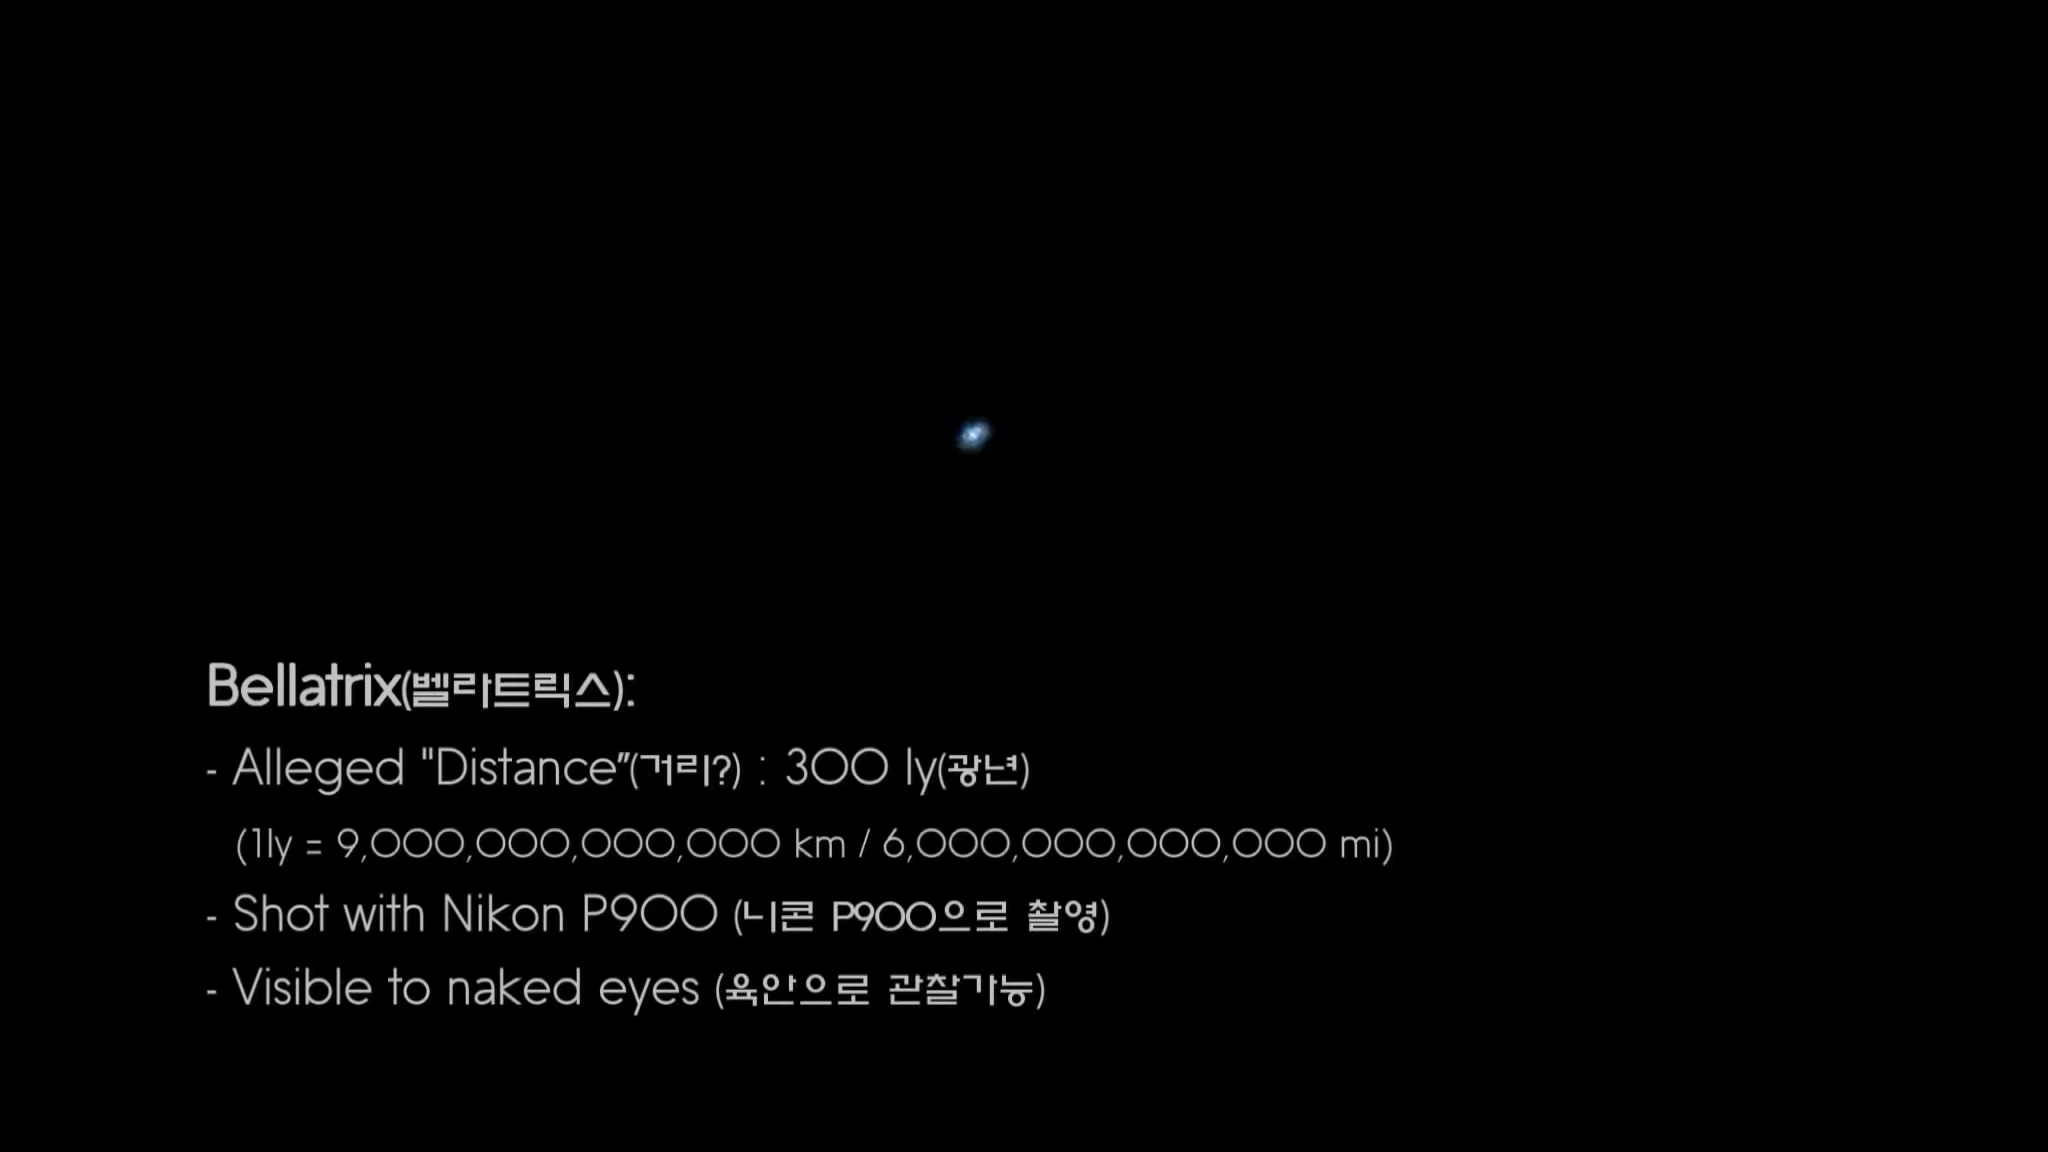 Bellatrix(벨라트릭스):
- Alleged "Distance"(거리?) : 300 ly(광년)
(1ly = 9,000,000,000,000 km / 6,000,000,000,000 mi)
- Shot with Nikon P900 (니콘 P900으로 촬영)
- Visible to naked eyes (육안으로 관찰가능)